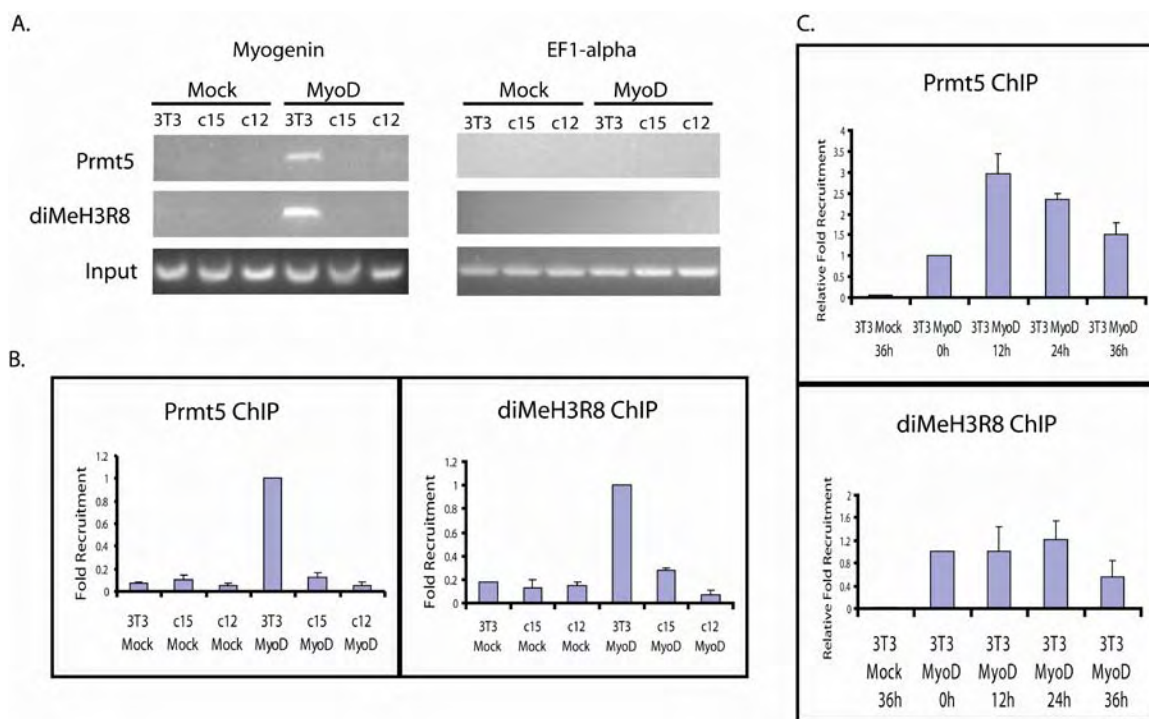 A.
Myogenin
EF1-alpha
Mock MyoD
Mock MyoD
3T3 c15 c12 3T3 c15 c12
3T3 c15 c12 3T3 c15 c12
Prmt5
diMeH3R8
Input
B.
Prmt5 ChIP
Fold Recruitment
1.2
1
0.8
0.6
0.4
0.2
0
3T3 c15 c12 3T3 c15 c12
Mock Mock Mock MyoD MyoD MyoD
diMeH3R8 ChIP
Fold Recruitment
1.2
1
0.8
0.6
0.4
0.2
0
3T3 c15 c12 3T3 c15 c12
Mock Mock Mock MyoD MyoD MyoD
C.
Prmt5 ChIP
Relative Fold Recruitment
4
3.5
3
2.5
2
1.5
1
0.5
0
3T3 Mock 3T3 MyoD 3T3 MyoD 3T3 MyoD 3T3 MyoD
36h 0h 12h 24h 36h
diMeH3R8 ChIP
Relative Fold Recruitment
2
1.6
1.2
0.8
0.4
0
3T3 3T3 3T3 3T3 3T3
Mock MyoD MyoD MyoD MyoD
36h 0h 12h 24h 36h